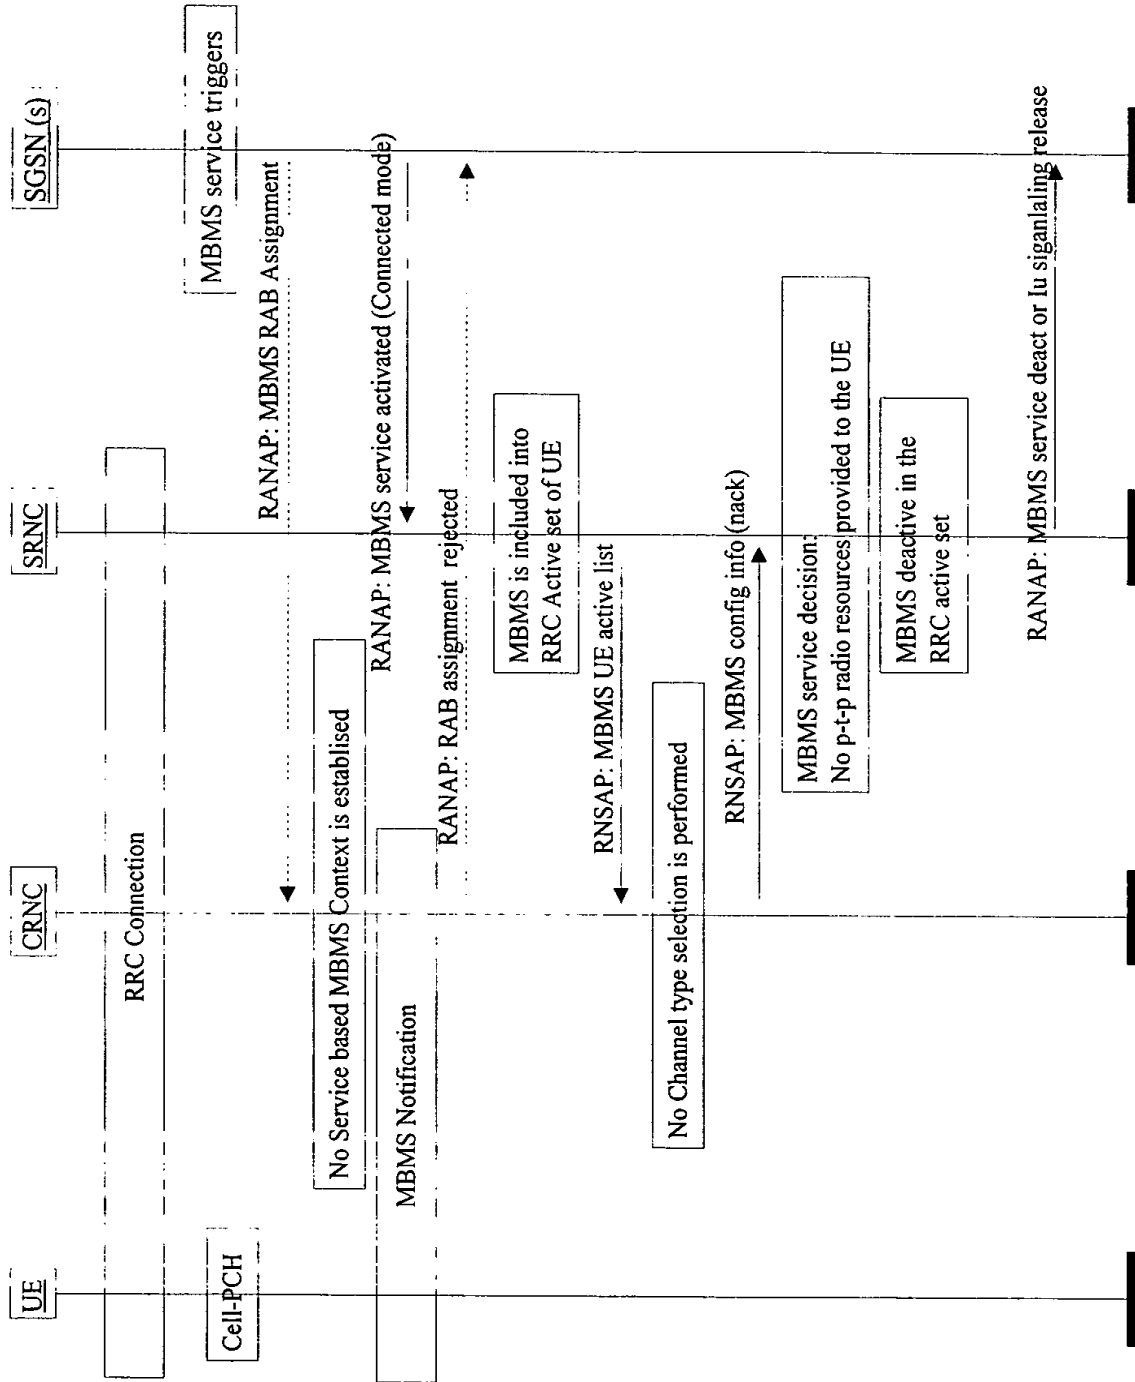 UE
CRNC
SRNC
SGSN (s)
RRC Connection
MBMS service triggers
Cell-PCH
RANAP: MBMS RAB Assignment
No Service based MBMS Context is establised
RANAP: MBMS service activated (Connected mode)
MBMS Notification
RANAP: RAB assignment rejected
MBMS is included into
RRC Active set of UE
RNSAP: MBMS UE active list
No Channel type selection is performed
RNSAP: MBMS config info (nack)
MBMS service decision:
No p-t-p radio resources provided to the UE
MBMS deactive in the
RRC active set
RANAP: MBMS service deact or Iu siganlaling release